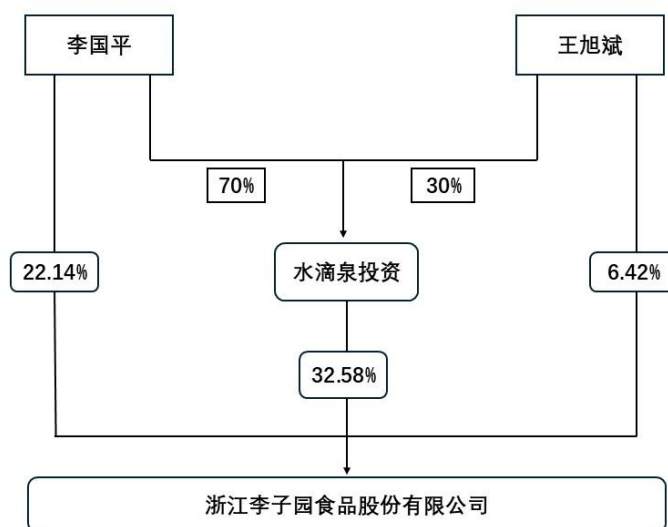 李国平
王旭斌
70%
30%
22.14%
水滴泉投资
6.42%
32.58%
浙江李子园食品股份有限公司